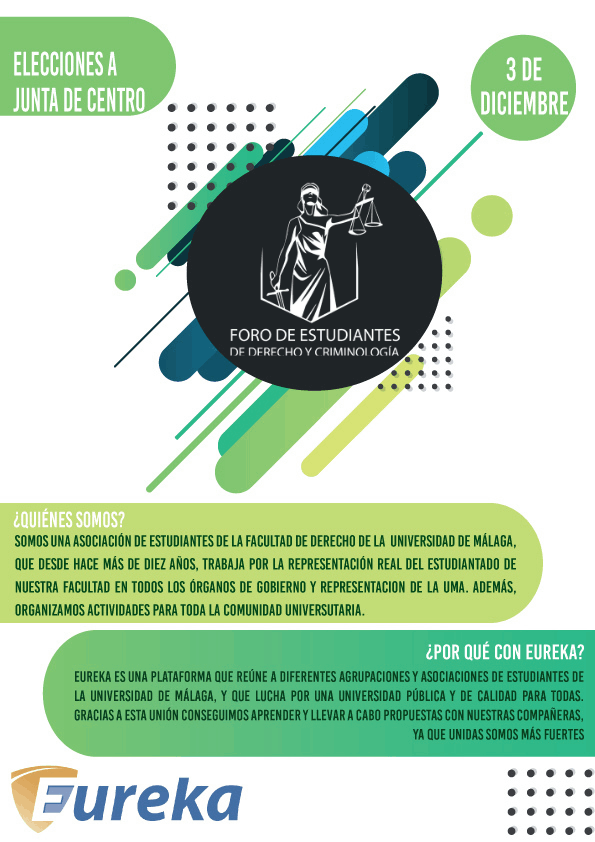 ELECCIONES A
JUNTA DE CENTRO
3 DE
DICIEMBRE
FORO DE ESTUDIANTES
DE DERECHO Y CRIMINOLOGÍA
¿QUIÉNES SOMOS?
SOMOS UNA ASOCIACIÓN DE ESTUDIANTES DE LA FACULTAD DE DERECHO DE LA UNIVERSIDAD DE MÁLAGA,
QUE DESDE HACE MÁS DE DIEZ AÑOS, TRABAJA POR LA REPRESENTACIÓN REAL DEL ESTUDIANTADO DE
NUESTRA FACULTAD EN TODOS LOS ÓRGANOS DE GOBIERNO Y REPRESENTACION DE LA UMA. ADEMÁS,
ORGANIZAMOS ACTIVIDADES PARA TODA LA COMUNIDAD UNIVERSUTARIA.
¿POR QUÉ CON EUREKA?
EUREKA ES UNA PLATAFORMA QUE REÚNE A DIFERENTES AGRUPACIONES Y ASOCIACIONES DE ESTUDIANTES DE
LA UNIVERSIDAD DE MÁLAGA, Y QUE LUCHA POR UNA UNIVERSIDAD PÚBLICA Y DE CALIDAD PARA TODAS.
GRACIAS A ESTA UNIÓN CONSEGUIMOS APRENDER Y LLEVAR A CABO PROPUESTAS CON NUESTRAS COMPAÑERAS,
YA QUE UNIDAS SOMOS MÁS FUERTES
Eureka